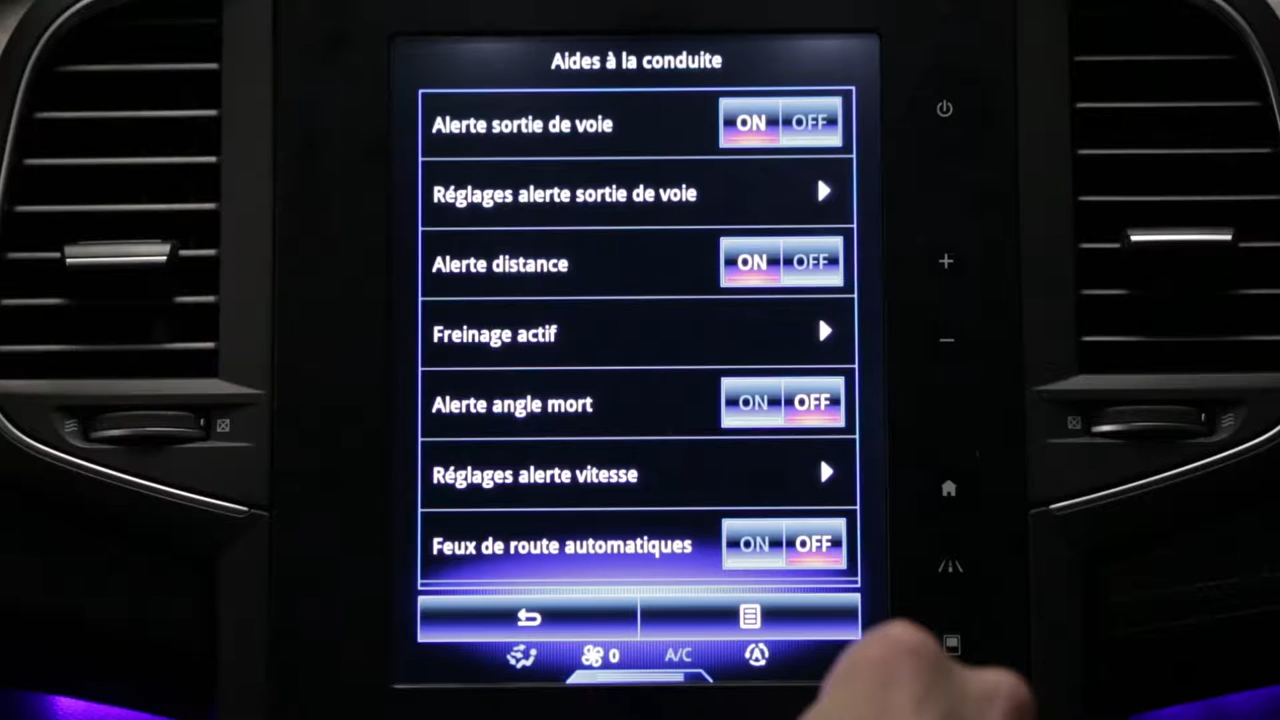 Aides à la conduite
Alerte sortie de voie ON OFF
Réglages alerte sortie de voie
Alerte distance ON OFF
Freinage actif
Alerte angle mort ON OFF
Réglages alerte vitesse
Feux de route automatiques ON OFF
0 A/C